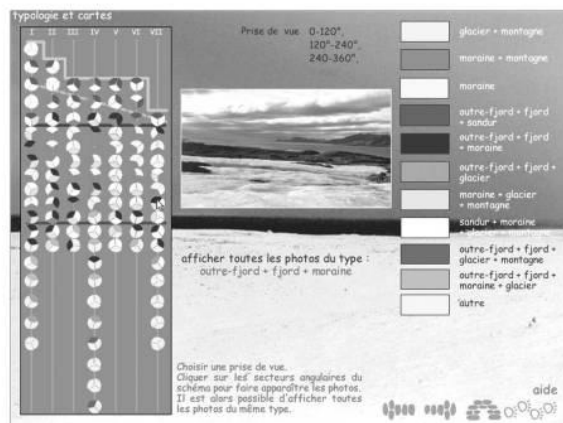 typologie et cartes
I II III IV V VI VII
Prise de vue 0-120°,
120°-240°,
240-360°,
glacier + montagne
moraine + montagne
moraine
outre-fjord + fjord
+ sandur
outre-fjord + fjord
+ moraine
outre-fjord + fjord +
glacier
moraine + glacier
+ montagne
sandur + moraine
+ glacier + montagne
outre-fjord + fjord +
glacier + montagne
outre-fjord + fjord +
moraine + glacier
autre
afficher toutes les photos du type :
outre-fjord + fjord + moraine
Choisir une prise de vue.
Cliquer sur les secteurs angulaires du
schéma pour faire apparaître les photos.
Il est alors possible d'afficher toutes
les photos du même type.
aide